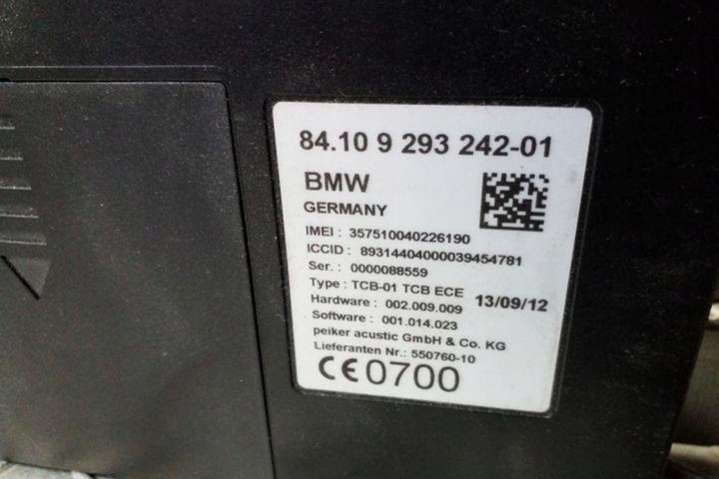 84.10 9 293 242-01
BMW
GERMANY
IMEI : 357510040226190
ICCID : 89314404000039454781
Ser. : 0000088559
Type : TCB-01 TCB ECE 13/09/12
Hardware : 002.009.009
Software : 001.014.023
peiker acustic GmbH & Co. KG
Lieferanten Nr.: 550760-10
CE0700